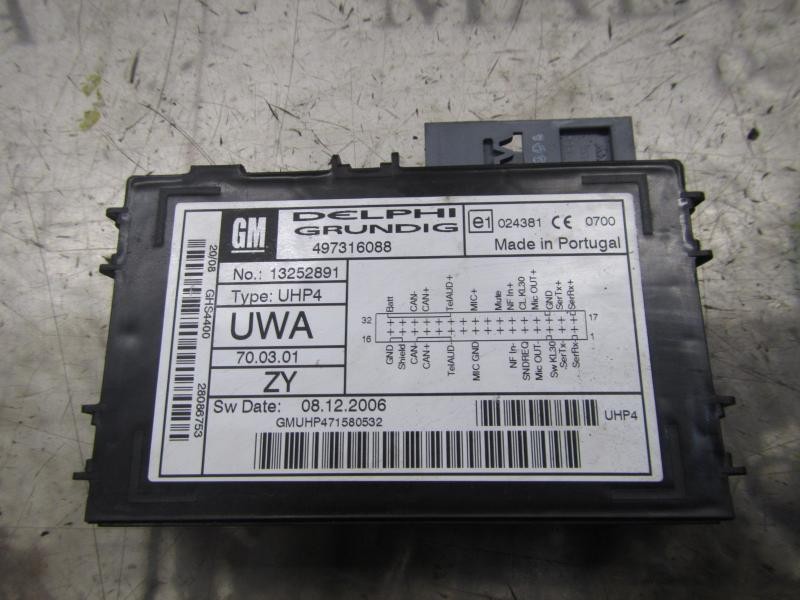 GM
DELPHI
GRUNDIG
497316088
e1 024381 CE 0700
Made in Portugal
No.: 13252891
Type: UHP4
UWA
70.03.01
ZY
Sw Date: 08.12.2006
GMUHP471580532
UHP4
20/08 GHS4400 28086753
Batt CAN- CAN+ TelAUD+ MIC+ Mute NF In+ CL KL30 Mic OUT+ GND SerTx+ SerRx+
32 17
16 1
GND Shield CAN- CAN+ TelAUD- MIC GND NF In- SNDREQ Mic OUT- Sw KL30 SerTx- SerRx-